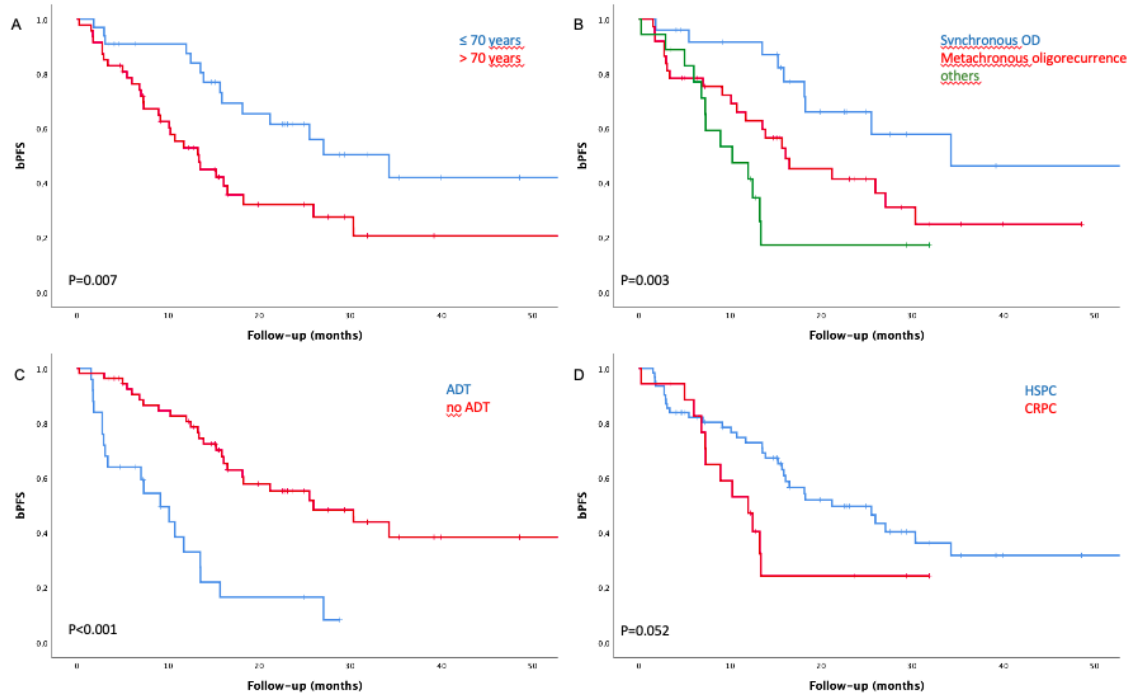 A
≤ 70 years
> 70 years
1.0
0.8
0.6
0.4
0.2
0.0
bPFS
P=0.007
0 10 20 30 40 50
Follow-up (months)
B
Synchronous OD
Metachronous oligorecurrence
others
1.0
0.8
0.6
0.4
0.2
0.0
bPFS
P=0.003
0 10 20 30 40 50
Follow-up (months)
C
ADT
no ADT
1.0
0.8
0.6
0.4
0.2
0.0
bPFS
P<0.001
0 10 20 30 40 50
Follow-up (months)
D
HSPC
CRPC
1.0
0.8
0.6
0.4
0.2
0.0
bPFS
P=0.052
0 10 20 30 40 50
Follow-up (months)